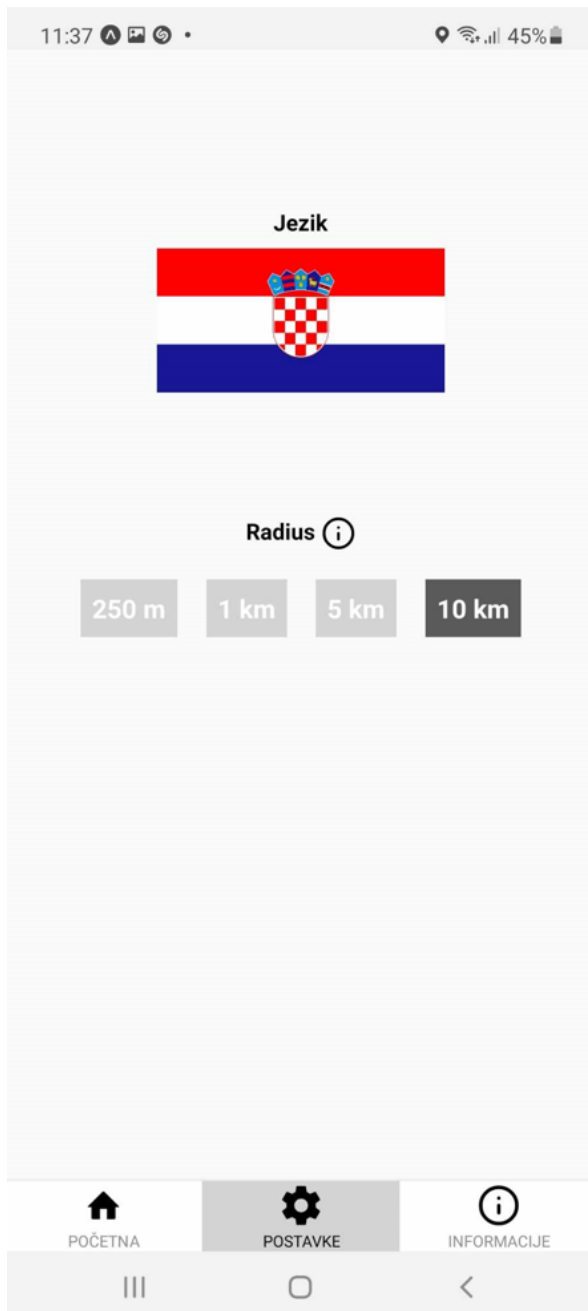 11:37 45%
Jezik
Radius
250 m 1 km 5 km 10 km
POČETNA POSTAVKE INFORMACIJE